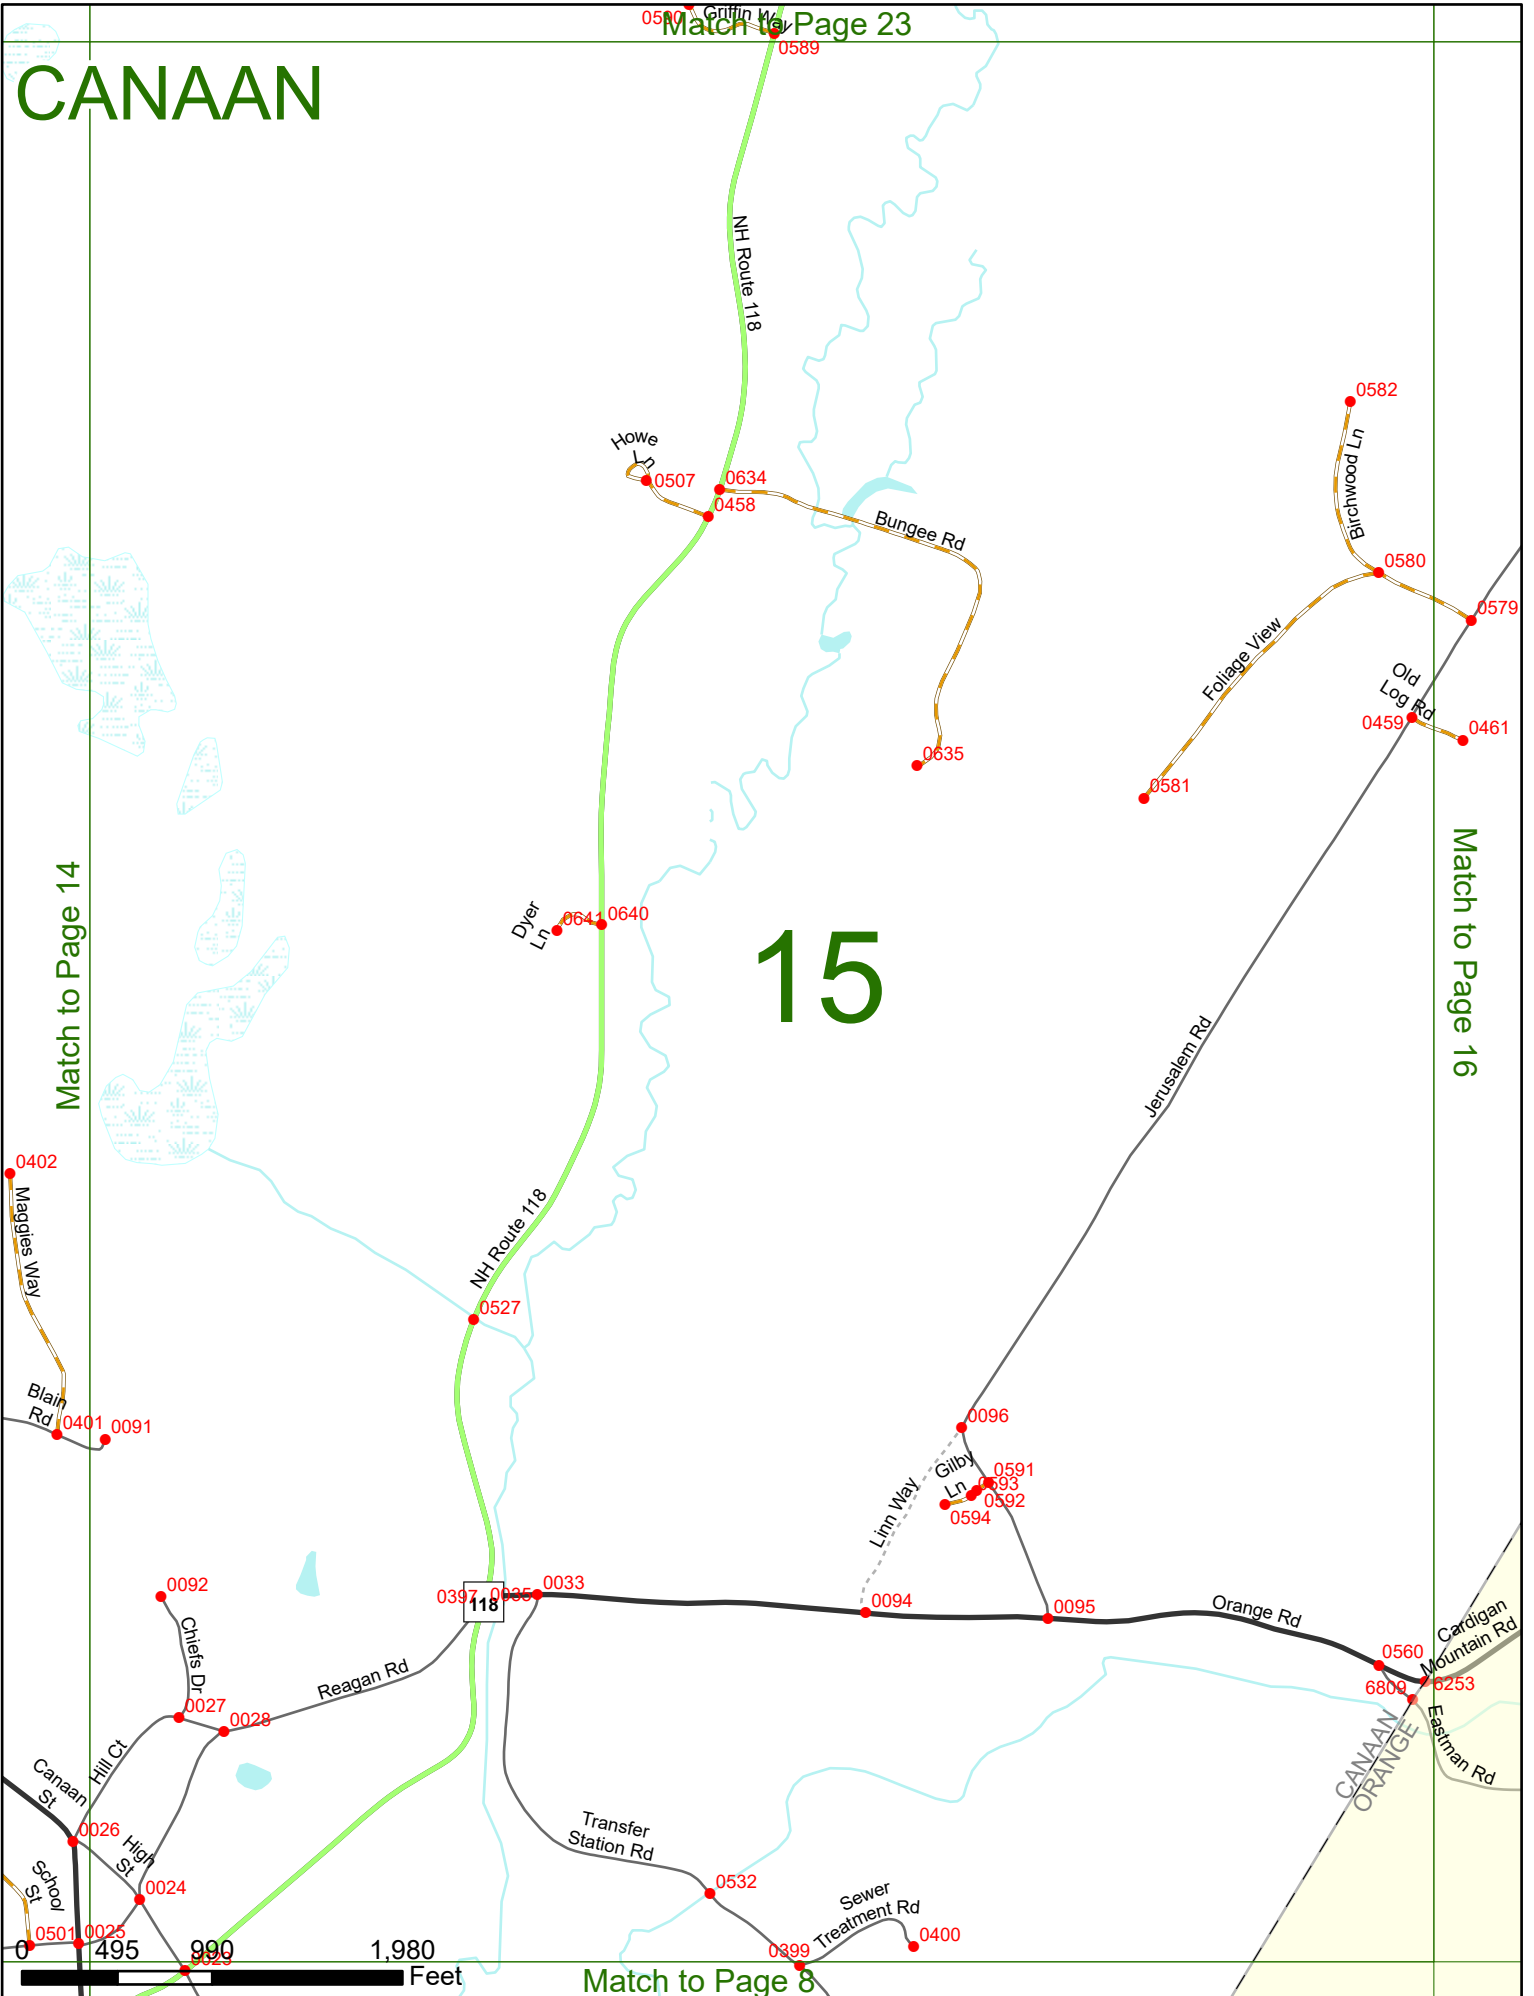 0590
Griffin Way
Match to Page 23
0589
CANAAN
NH Route 118
0582
Howe
Ln
0507
0634
0458
Bungee Rd
Birchwood Ln
0580
0579
Foliage View
Old
Log Rd
0459
0461
0635
0581
Match to Page 14
Match to Page 16
Dyer
Ln
0641
0640
15
Jerusalem Rd
0402
Maggies Way
NH Route 118
0527
Blain
Rd
0401
0091
0096
Gilby
Ln
0591
0593
0592
0594
Linn Way
0092
0397
0035
118
0033
0094
0095
Orange Rd
Cardigan
Mountain Rd
0560
6809
6253
Chiefs Dr
Reagan Rd
0027
0028
Eastman Rd
CANAAN
ORANGE
Canaan
St
Hill Ct
0026
High
St
Transfer
Station Rd
School
St
0024
0532
Sewer
Treatment Rd
0501
0025
0399
0400
0023
0
495
990
1,980
Feet
Match to Page 8